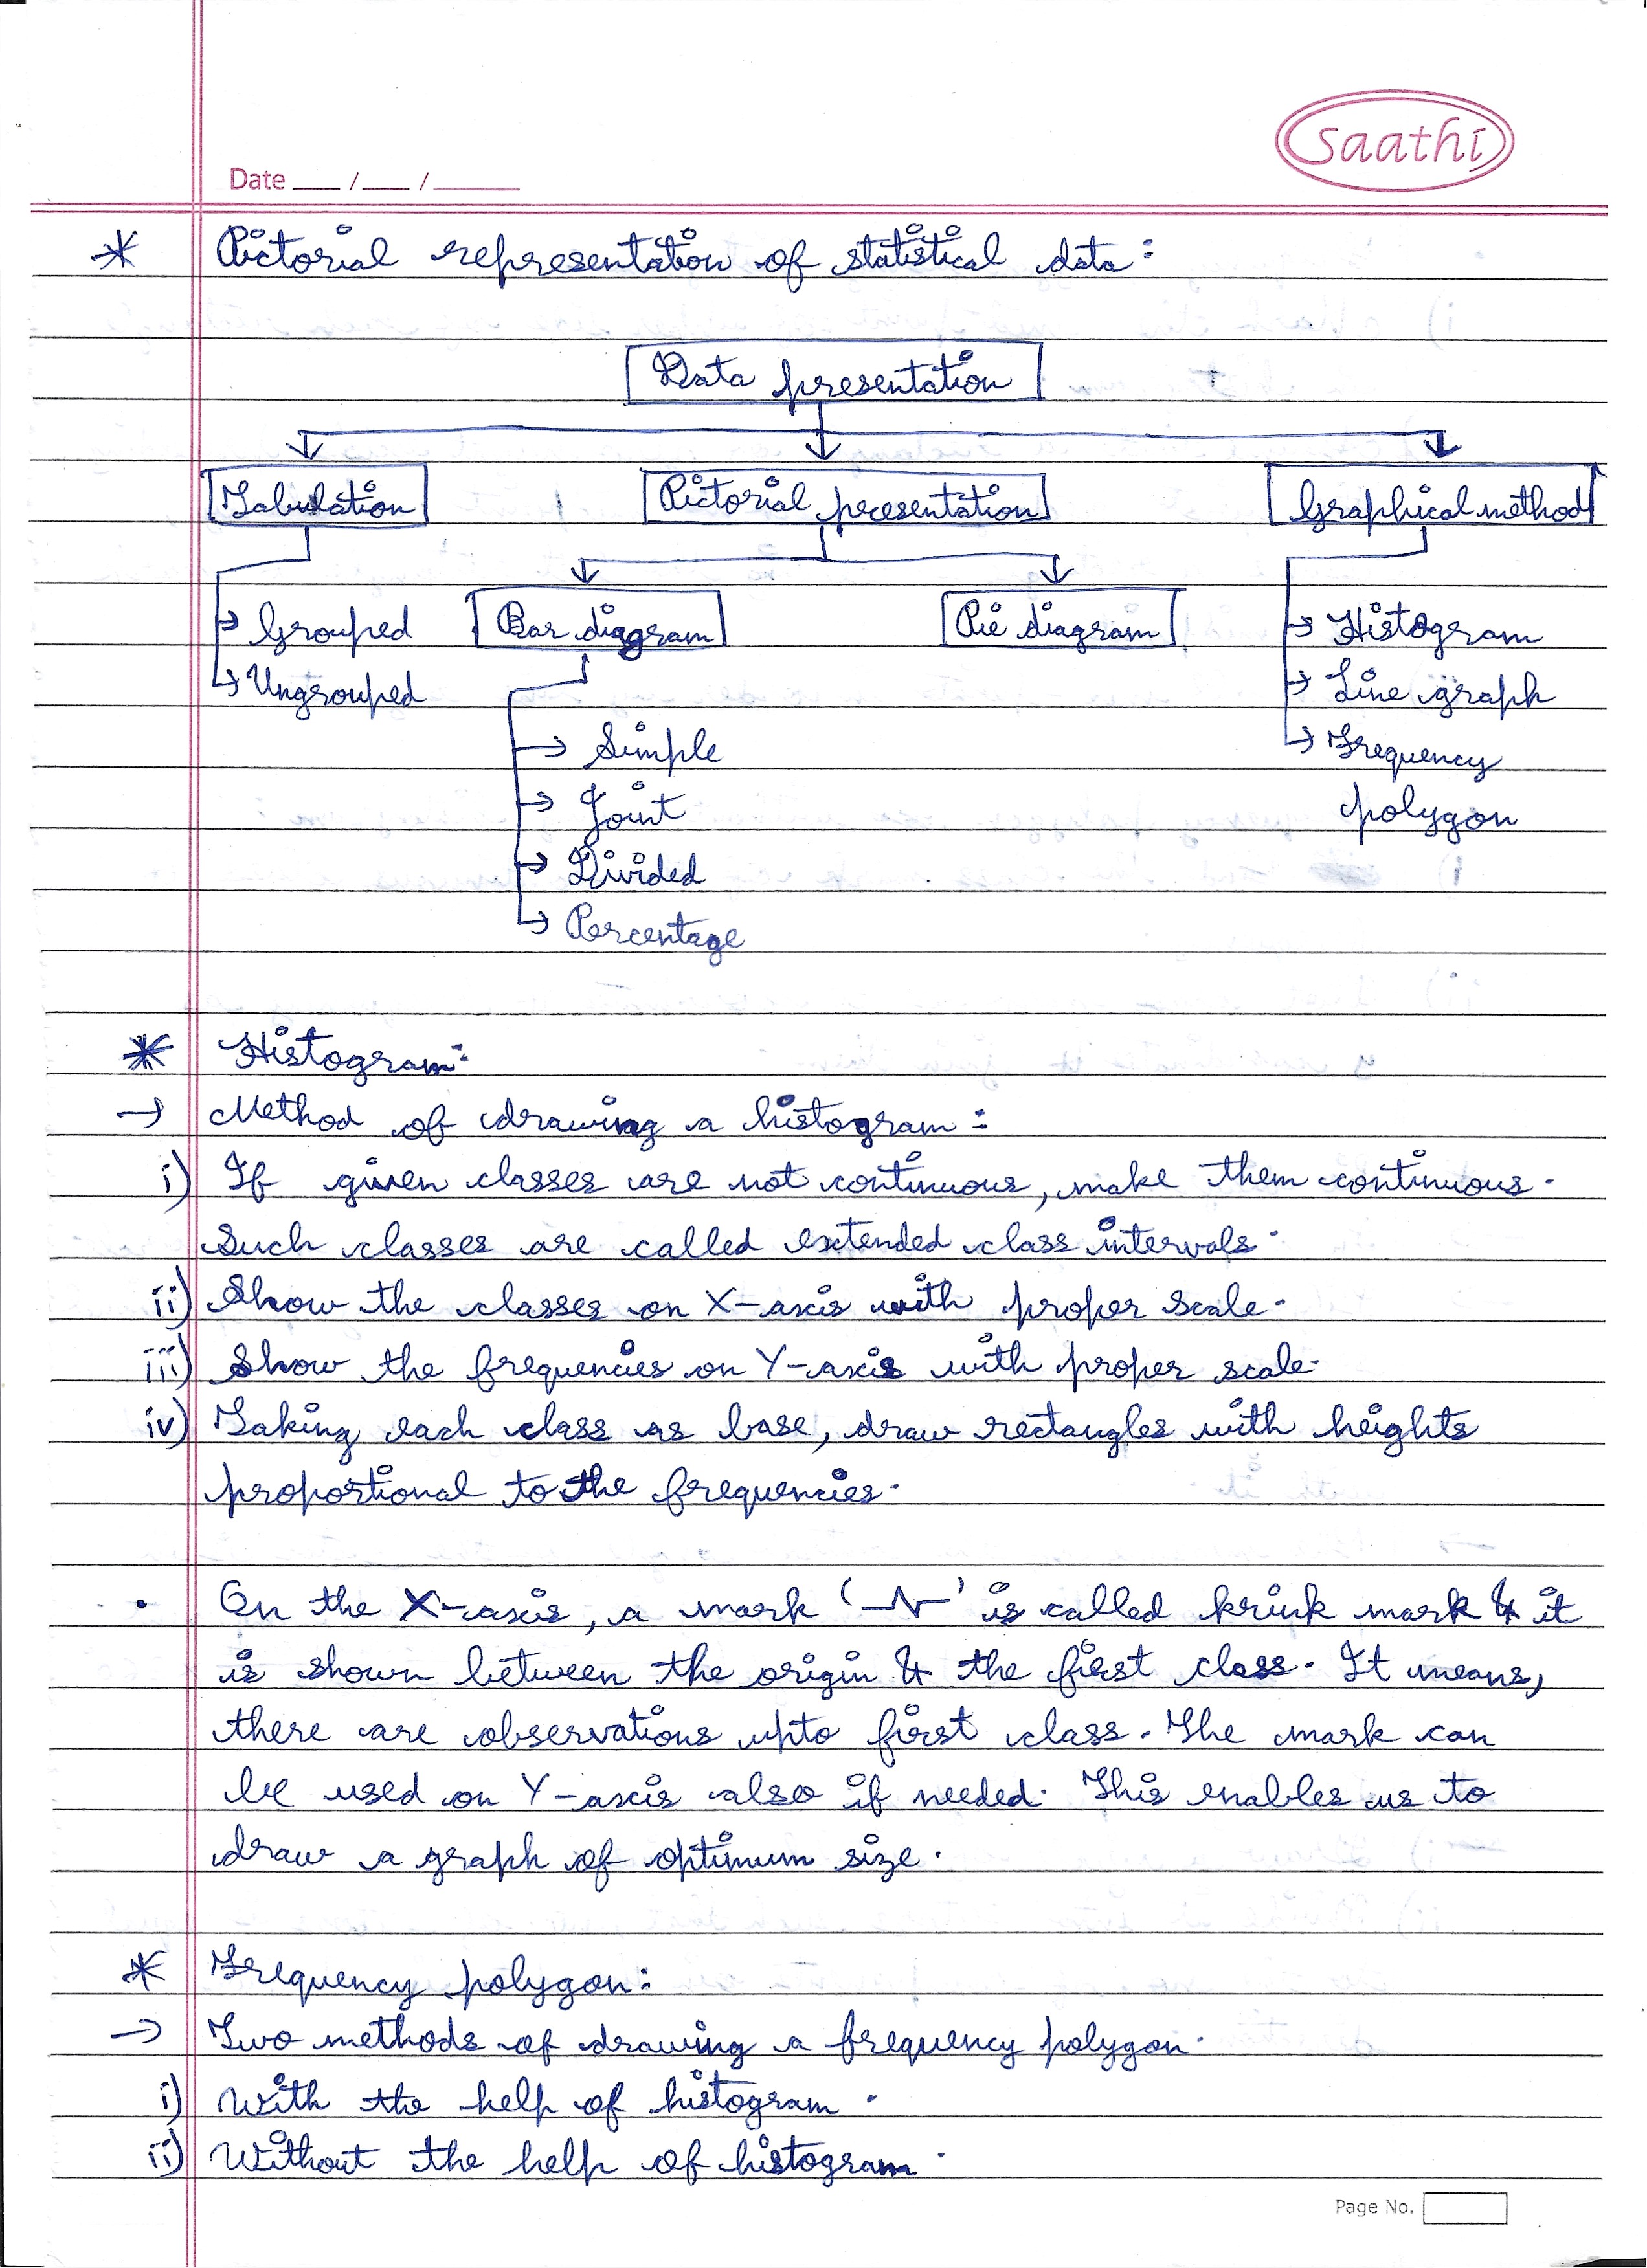 saathi
Date ___ / ___ / ______
* Pictorial representation of statistical data:
Data presentation
Tabulation Pictorial presentation Graphical method
→ Grouped Bar diagram Pie diagram → Histogram
→ Ungrouped → Line graph
→ Simple → Frequency
→ Joint polygon
→ Divided
→ Percentage
* Histogram:
→ Method of drawing a histogram:
i) If given classes are not continuous, make them continuous.
Such classes are called extended class intervals.
ii) Show the classes on X-axis with proper scale.
iii) Show the frequencies on Y-axis with proper scale.
iv) Taking each class as base, draw rectangles with heights
proportional to the frequencies.
• On the X-axis, a mark ' ' is called krink mark & it
is shown between the origin & the first class. It means,
there are observations upto first class. The mark can
be used on Y-axis also if needed. This enables us to
draw a graph of optimum size.
* Frequency polygon:
→ Two methods of drawing a frequency polygon.
i) With the help of histogram.
ii) Without the help of histogram.
Page No.